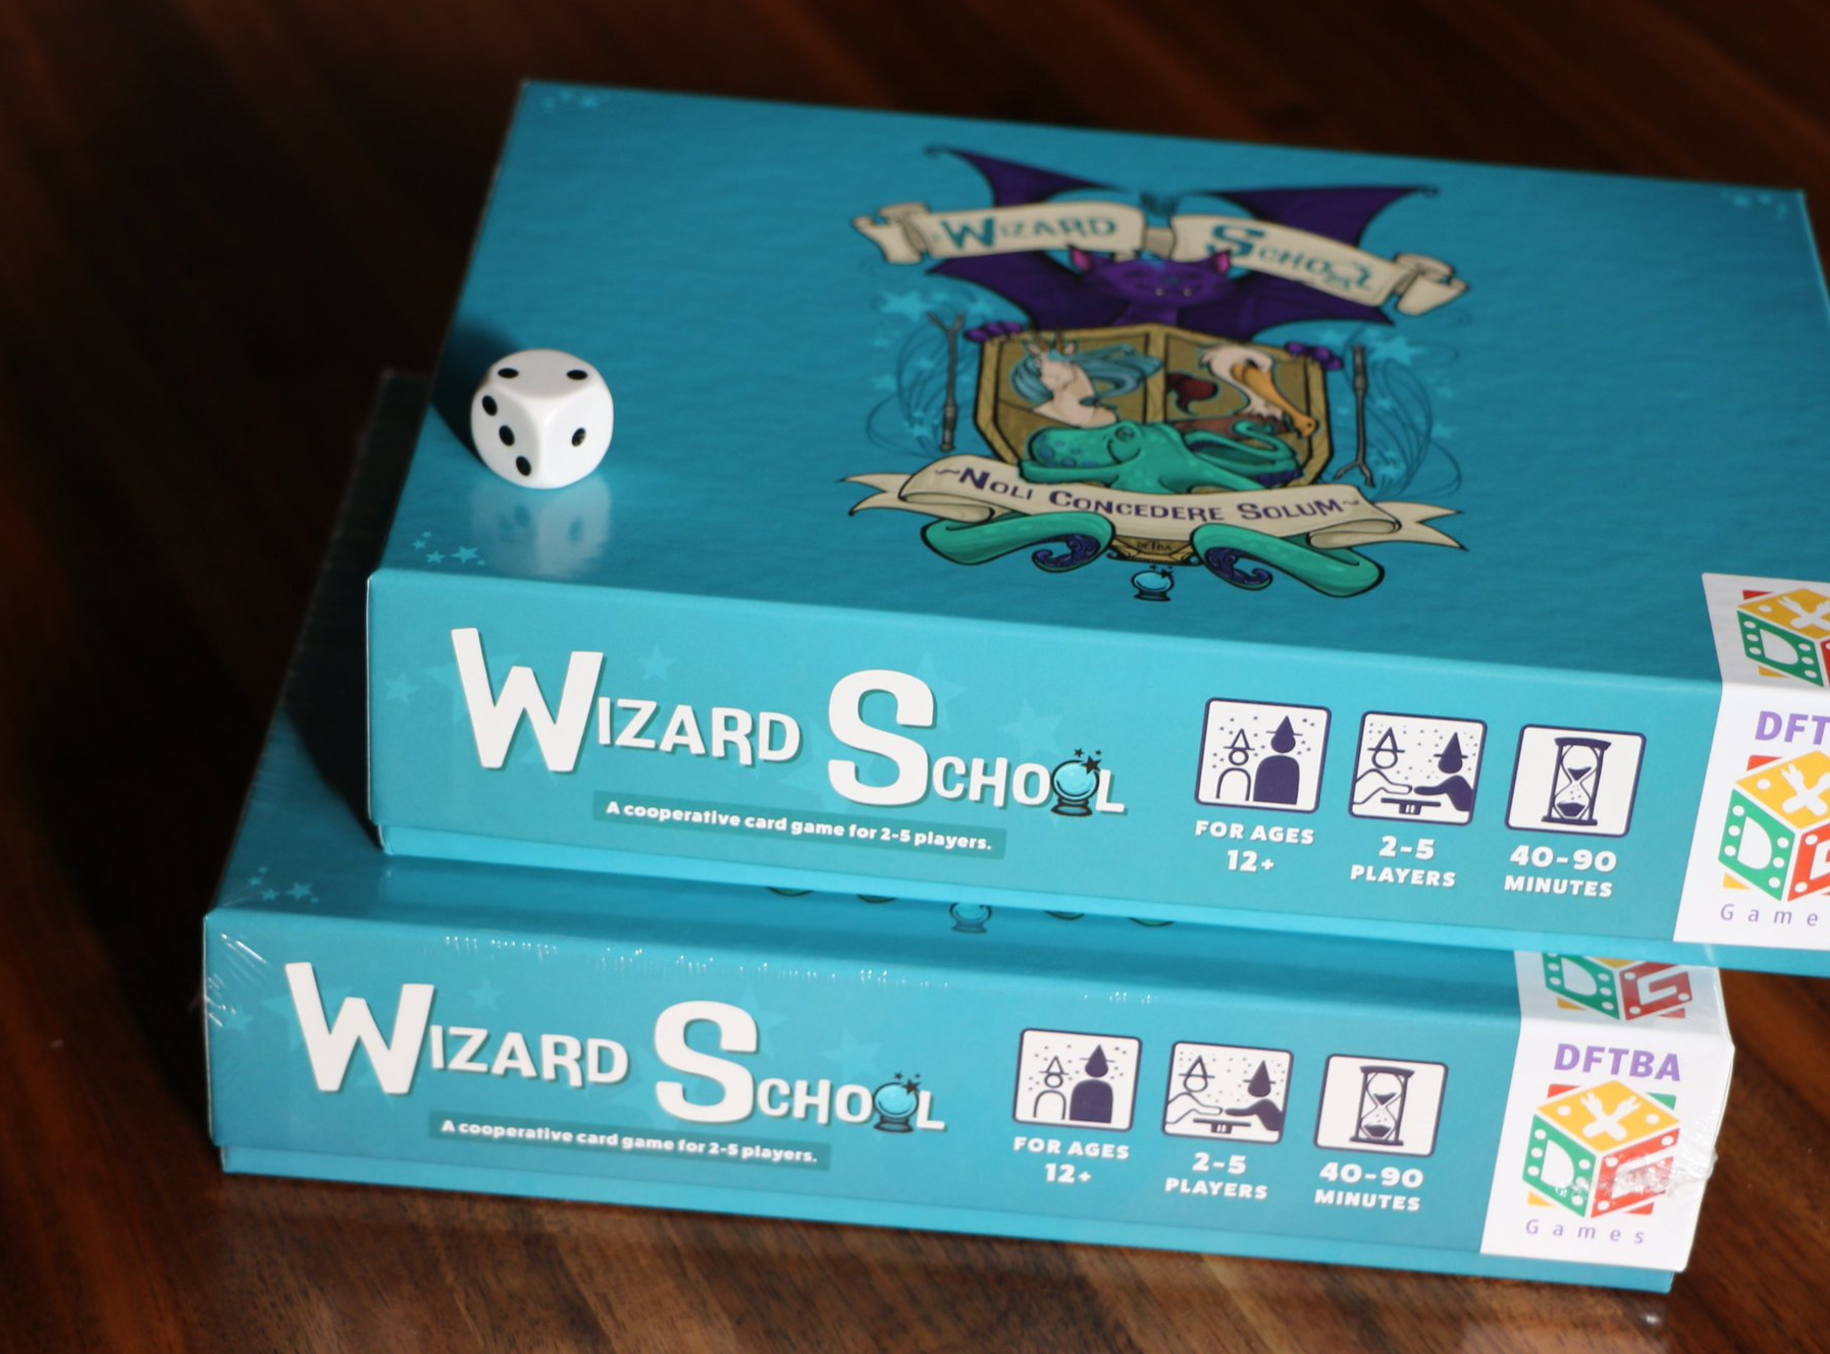 WIZARD SCHOOL
~NOLI CONCEDERE SOLUM~
DFTBA
WIZARD SCHOOL
A cooperative card game for 2-5 players.
FOR AGES
12+
2-5
PLAYERS
40-90
MINUTES
DFT
Game
WIZARD SCHOOL
A cooperative card game for 2-5 players.
FOR AGES
12+
2-5
PLAYERS
40-90
MINUTES
DFTBA
Games